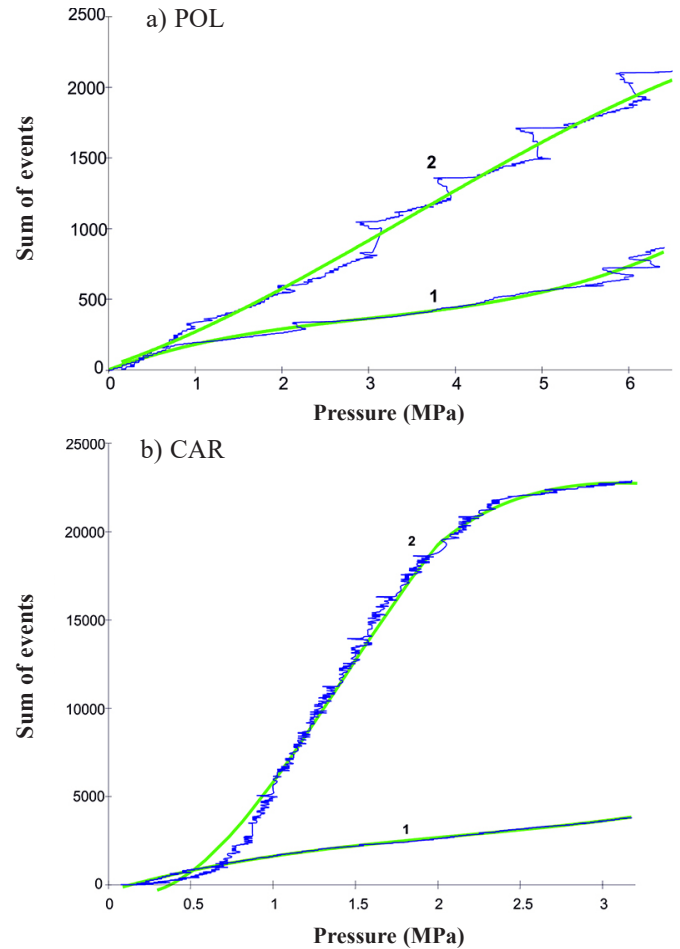 a) POL
2500
2000
1500
1000
500
0
Sum of events
2
1
0 1 2 3 4 5 6
Pressure (MPa)
b) CAR
25000
20000
15000
10000
5000
0
Sum of events
2
1
0 0.5 1 1.5 2 2.5 3
Pressure (MPa)